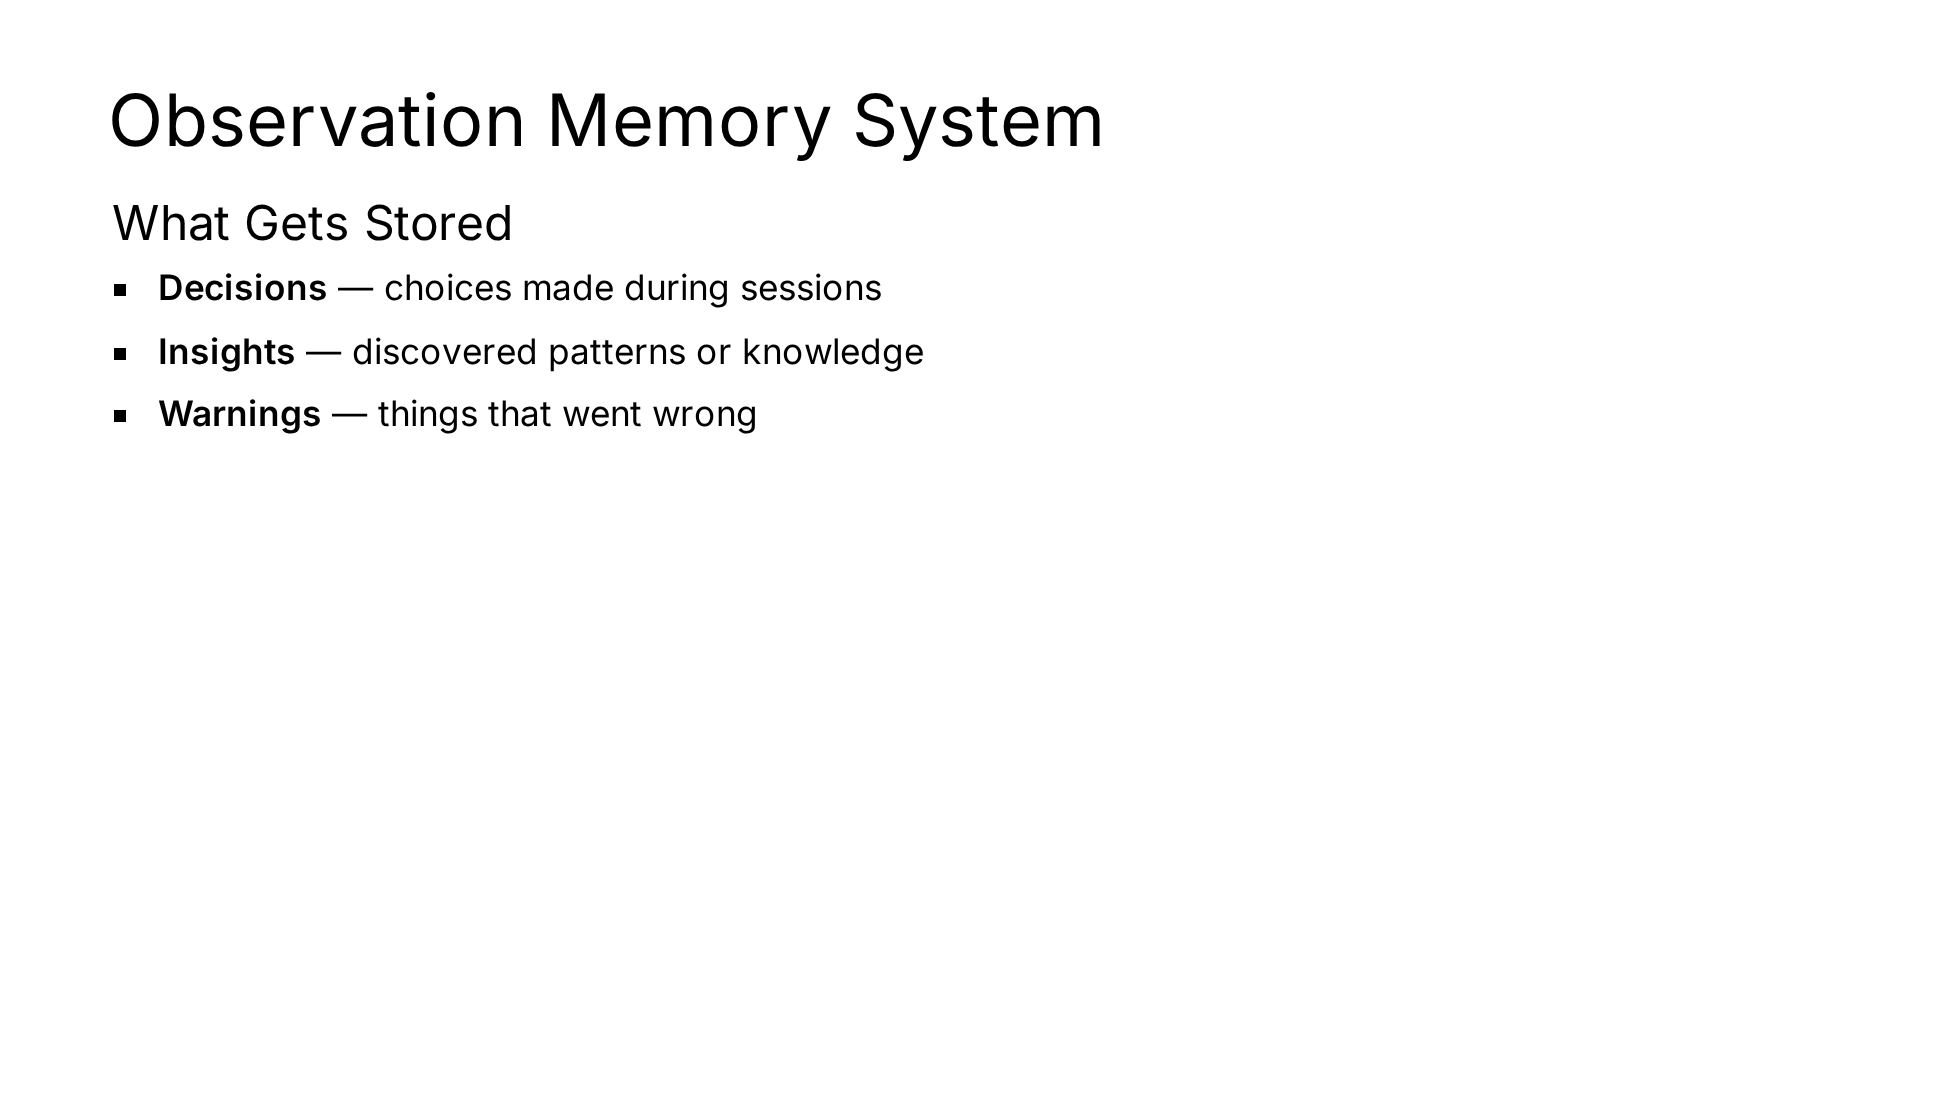 Observation Memory System
What Gets Stored
▪ Decisions — choices made during sessions
▪ Insights — discovered patterns or knowledge
▪ Warnings — things that went wrong